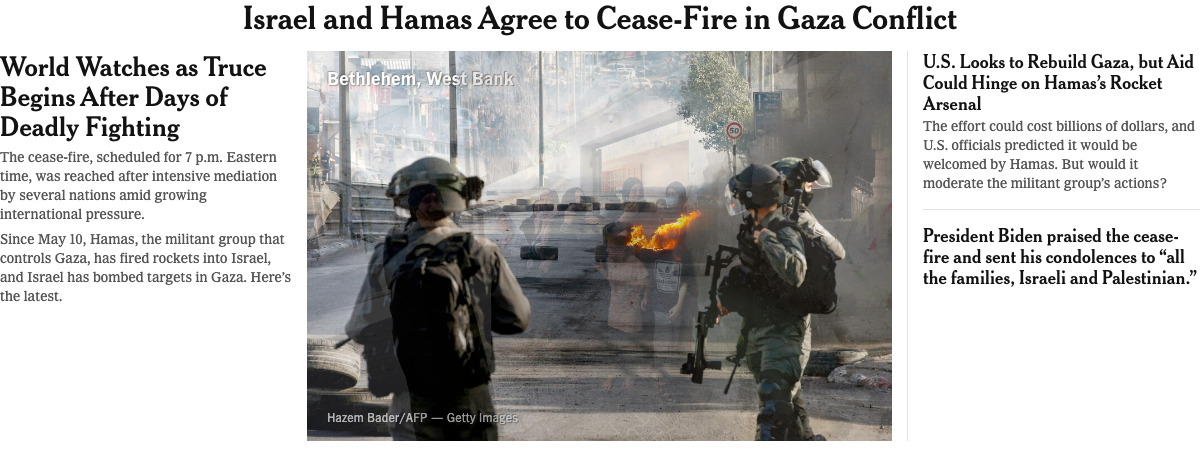 Israel and Hamas Agree to Cease-Fire in Gaza Conflict
World Watches as Truce
Begins After Days of
Deadly Fighting
The cease-fire, scheduled for 7 p.m. Eastern
time, was reached after intensive mediation
by several nations amid growing
international pressure.
Since May 10, Hamas, the militant group that
controls Gaza, has fired rockets into Israel,
and Israel has bombed targets in Gaza. Here’s
the latest.
Bethlehem, West Bank
50
Hazem Bader/AFP — Getty Images
U.S. Looks to Rebuild Gaza, but Aid
Could Hinge on Hamas’s Rocket
Arsenal
The effort could cost billions of dollars, and
U.S. officials predicted it would be
welcomed by Hamas. But would it
moderate the militant group’s actions?
President Biden praised the cease-
fire and sent his condolences to “all
the families, Israeli and Palestinian.”